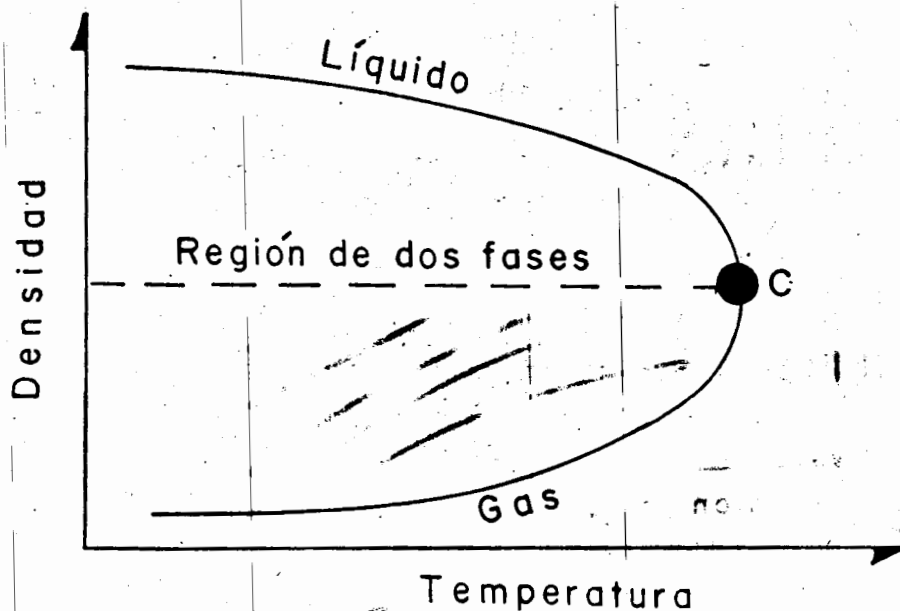 Líquido
Densidad
Región de dos fases
C
Gas
Temperatura